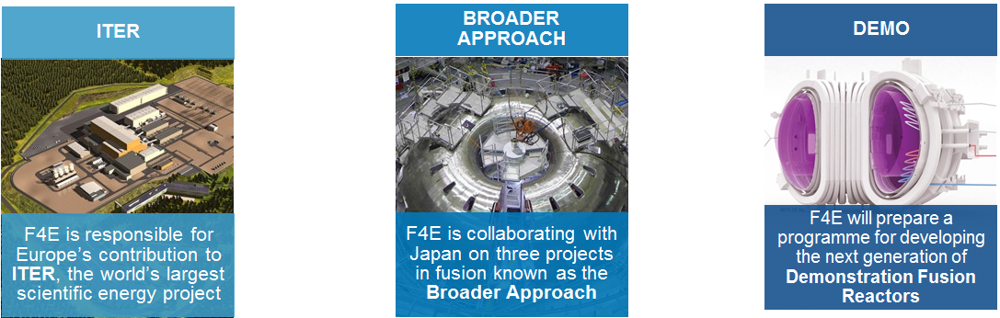 ITER
F4E is responsible for
Europe’s contribution to
ITER, the world’s largest
scientific energy project
BROADER
APPROACH
F4E is collaborating with
Japan on three projects
in fusion known as the
Broader Approach
DEMO
F4E will prepare a
programme for developing
the next generation of
Demonstration Fusion
Reactors